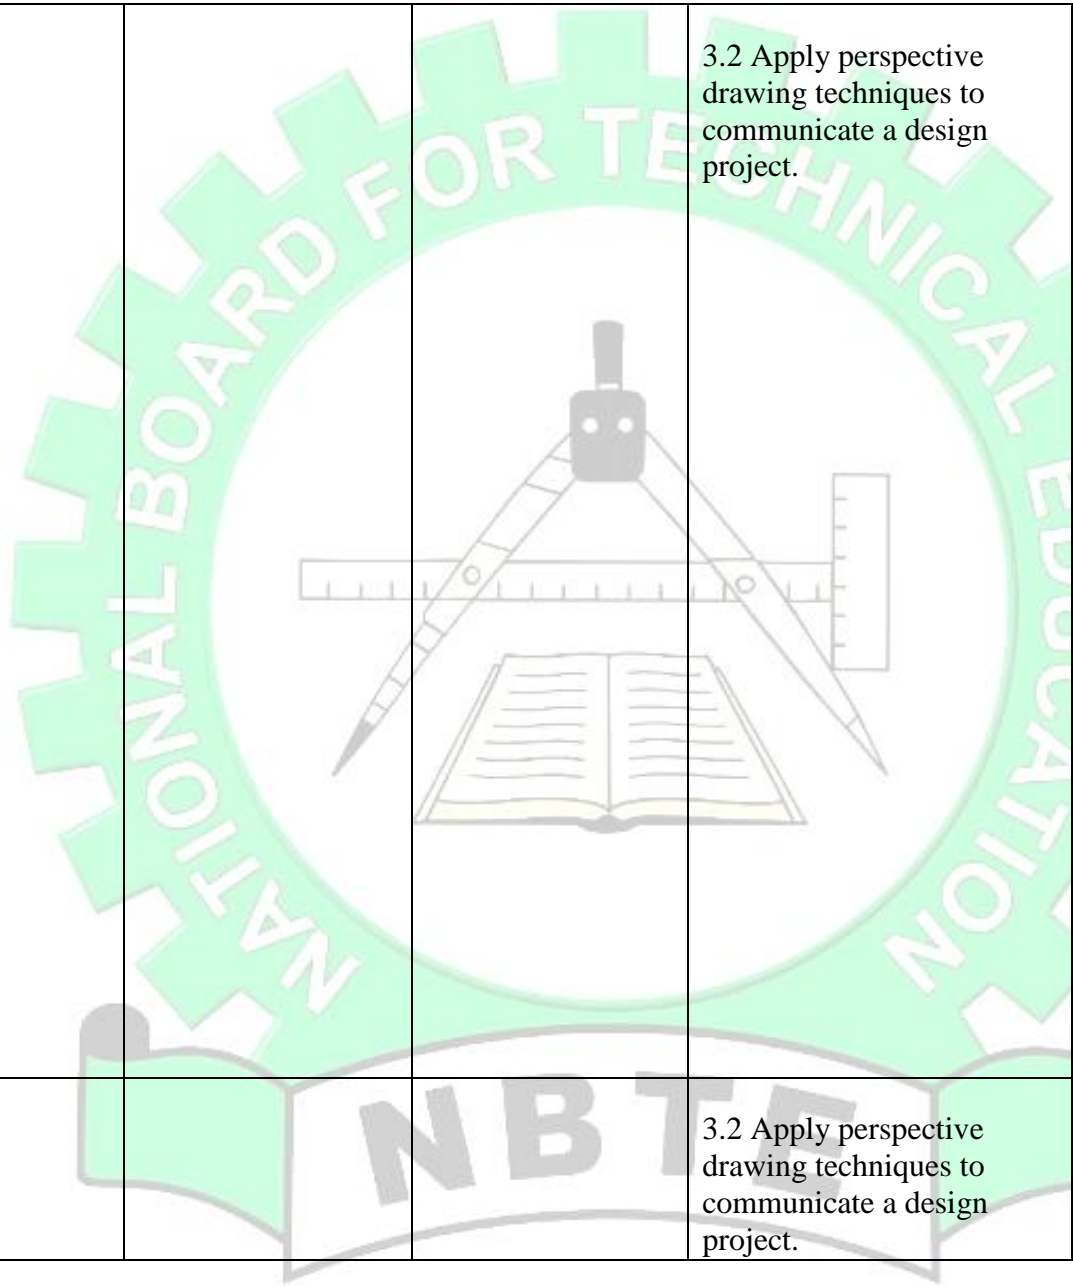 3.2 Apply perspective
drawing techniques to
communicate a design
project.
NATIONAL BOARD FOR TECHNICAL EDUCATION
NBTE
3.2 Apply perspective
drawing techniques to
communicate a design
project.